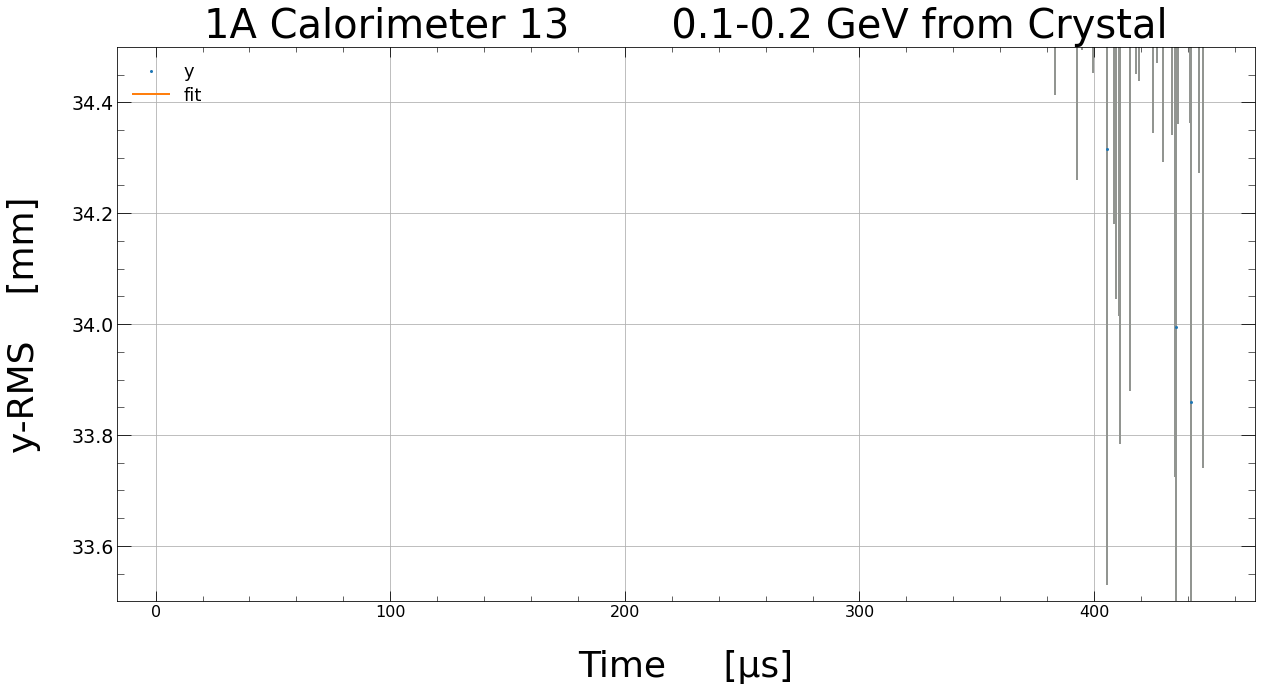 1A Calorimeter 13 0.1-0.2 GeV from Crystal
y
fit
34.4
34.2
34.0
33.8
33.6
y-RMS [mm]
0 100 200 300 400
Time [µs]